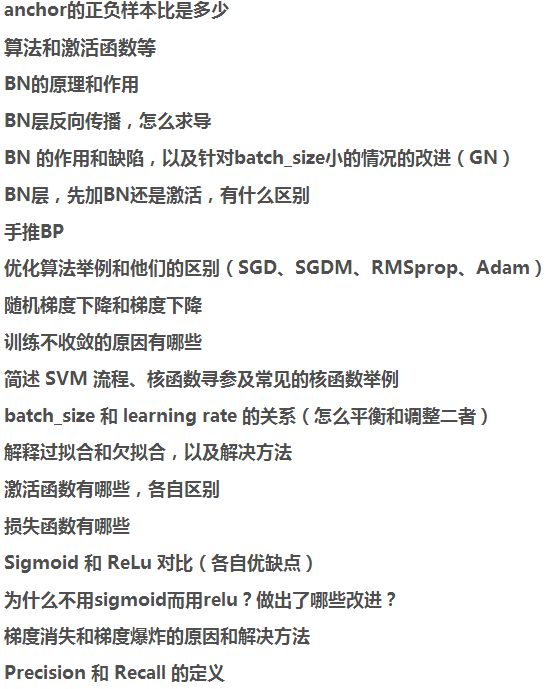 anchor的正负样本比是多少
算法和激活函数等
BN的原理和作用
BN层反向传播，怎么求导
BN 的作用和缺陷，以及针对batch_size小的情况的改进（GN）
BN层，先加BN还是激活，有什么区别
手推BP
优化算法举例和他们的区别（SGD、SGDM、RMSprop、Adam）
随机梯度下降和梯度下降
训练不收敛的原因有哪些
简述 SVM 流程、核函数寻参及常见的核函数举例
batch_size 和 learning rate 的关系（怎么平衡和调整二者）
解释过拟合和欠拟合，以及解决方法
激活函数有哪些，各自区别
损失函数有哪些
Sigmoid 和 ReLu 对比（各自优缺点）
为什么不用sigmoid而用relu？做出了哪些改进？
梯度消失和梯度爆炸的原因和解决方法
Precision 和 Recall 的定义